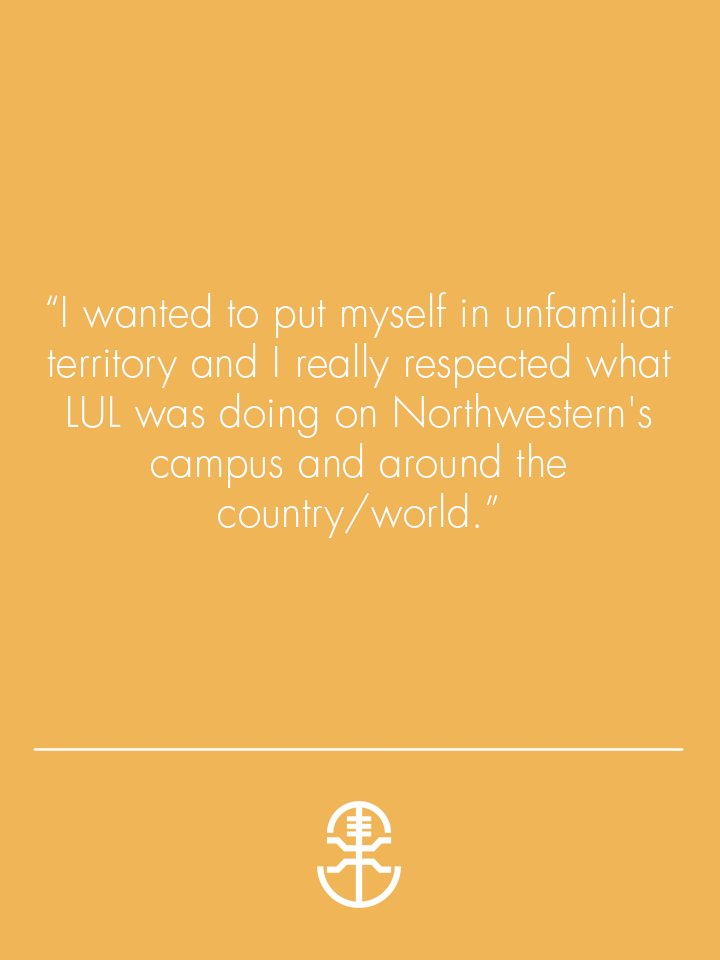 “I wanted to put myself in unfamiliar
territory and I really respected what
LUL was doing on Northwestern's
campus and around the
country/world.”